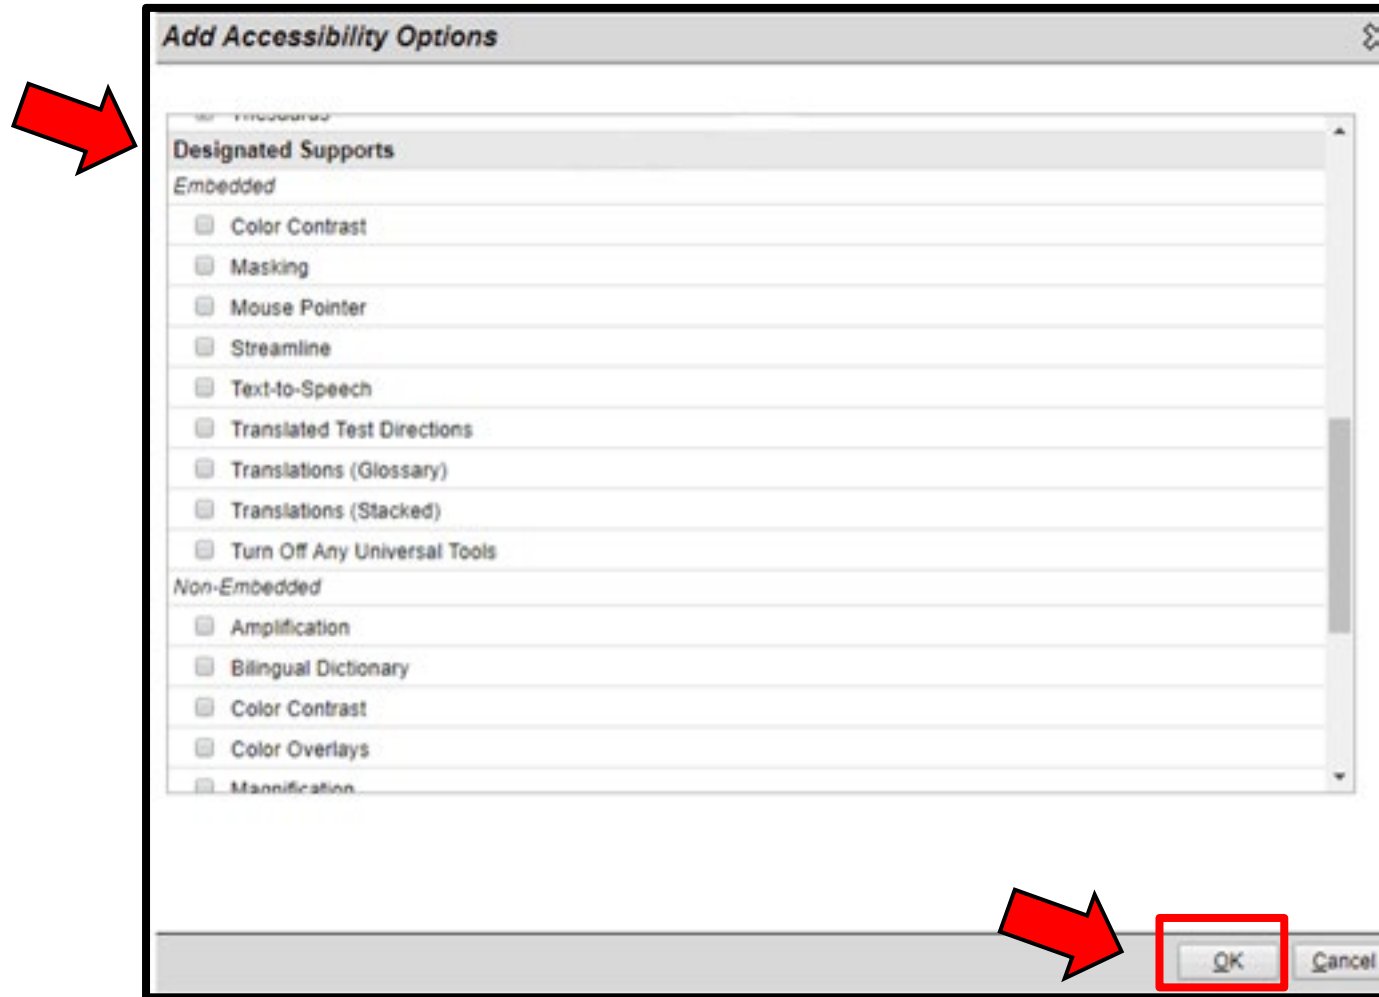 Add Accessibility Options
Thesaurus
Designated Supports
Embedded
Color Contrast
Masking
Mouse Pointer
Streamline
Text-to-Speech
Translated Test Directions
Translations (Glossary)
Translations (Stacked)
Turn Off Any Universal Tools
Non-Embedded
Amplification
Bilingual Dictionary
Color Contrast
Color Overlays
Magnification
OK Cancel